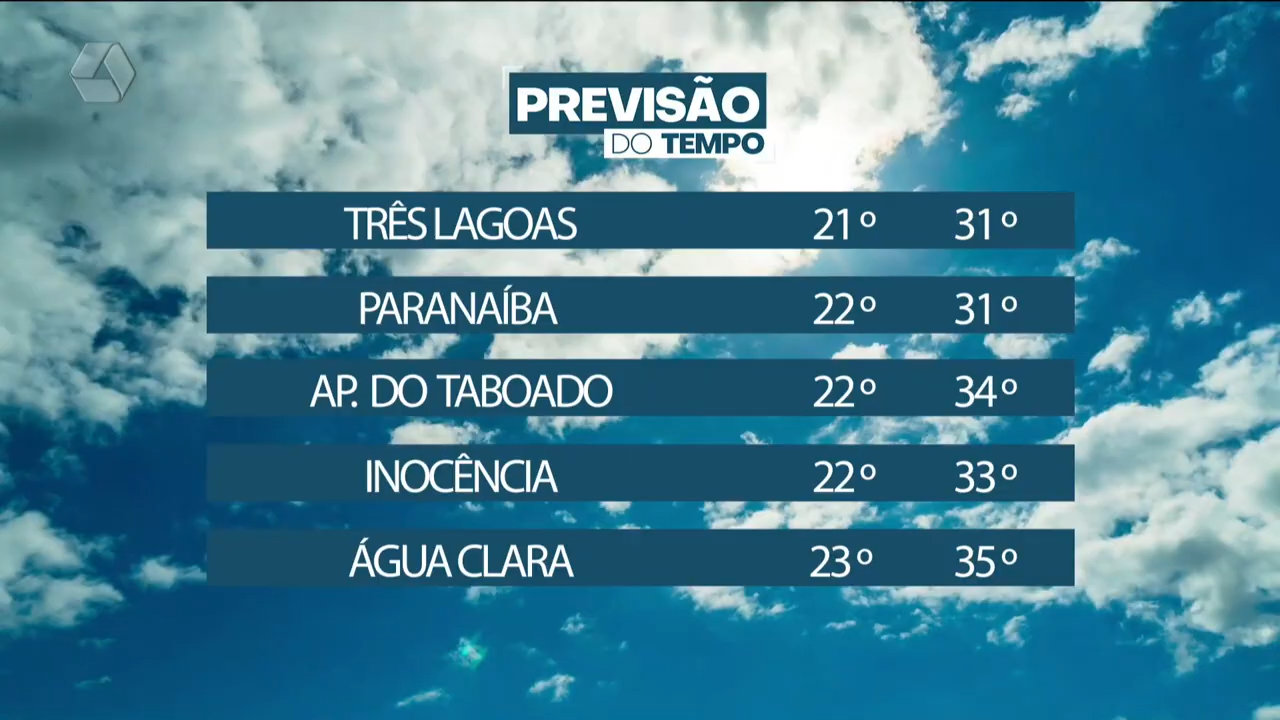 PREVISÃO
DO TEMPO
TRÊS LAGOAS 21º 31º
PARANAÍBA 22º 31º
AP. DO TABOADO 22º 34º
INOCÊNCIA 22º 33º
ÁGUA CLARA 23º 35º